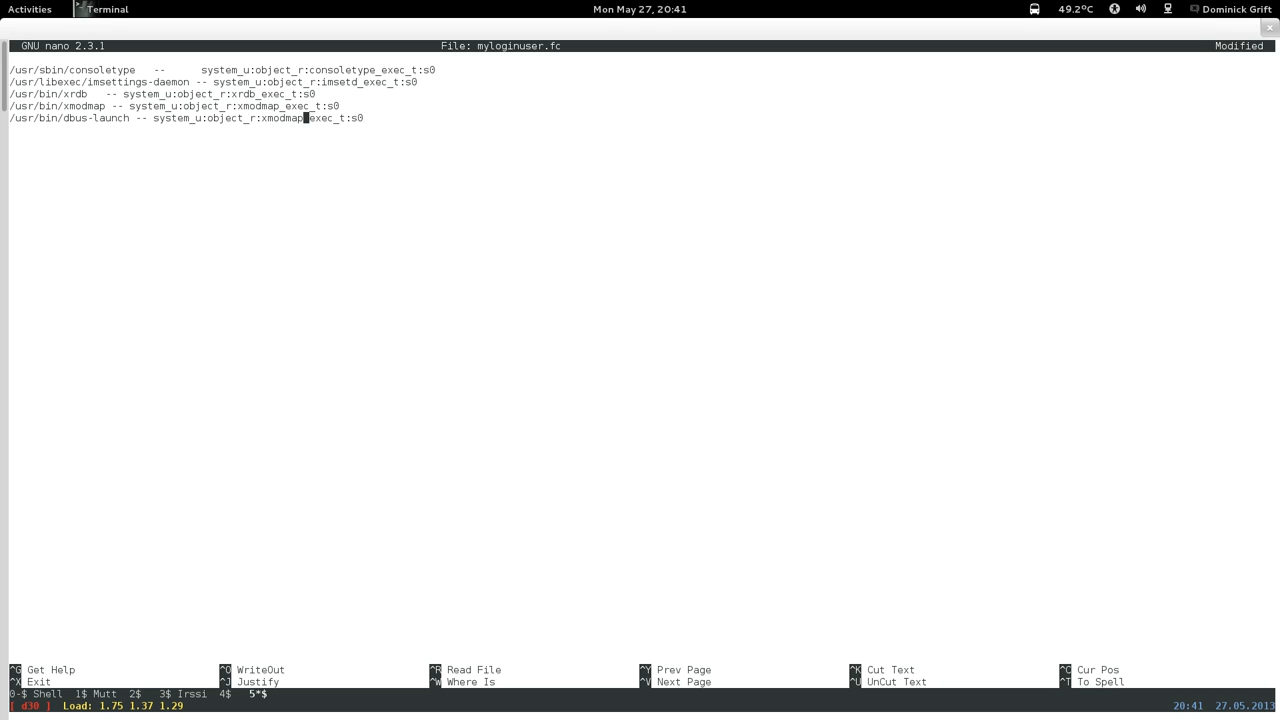 Activities Terminal Mon May 27, 20:41 49.2°C Dominick Grift
GNU nano 2.3.1 File: myloginuser.fc Modified
/usr/sbin/consoletype -- system_u:object_r:consoletype_exec_t:s0
/usr/libexec/imsettings-daemon -- system_u:object_r:imsetd_exec_t:s0
/usr/bin/xrdb -- system_u:object_r:xrdb_exec_t:s0
/usr/bin/xmodmap -- system_u:object_r:xmodmap_exec_t:s0
/usr/bin/dbus-launch -- system_u:object_r:xmodmap_exec_t:s0
^G Get Help ^O WriteOut ^R Read File ^Y Prev Page ^K Cut Text ^C Cur Pos
^X Exit ^J Justify ^W Where Is ^V Next Page ^U UnCut Text ^T To Spell
0-$ Shell 1$ Mutt 2$ 3$ Irssi 4$ 5*$
[ d30 ] Load: 1.75 1.37 1.29 20:41 27.05.2013